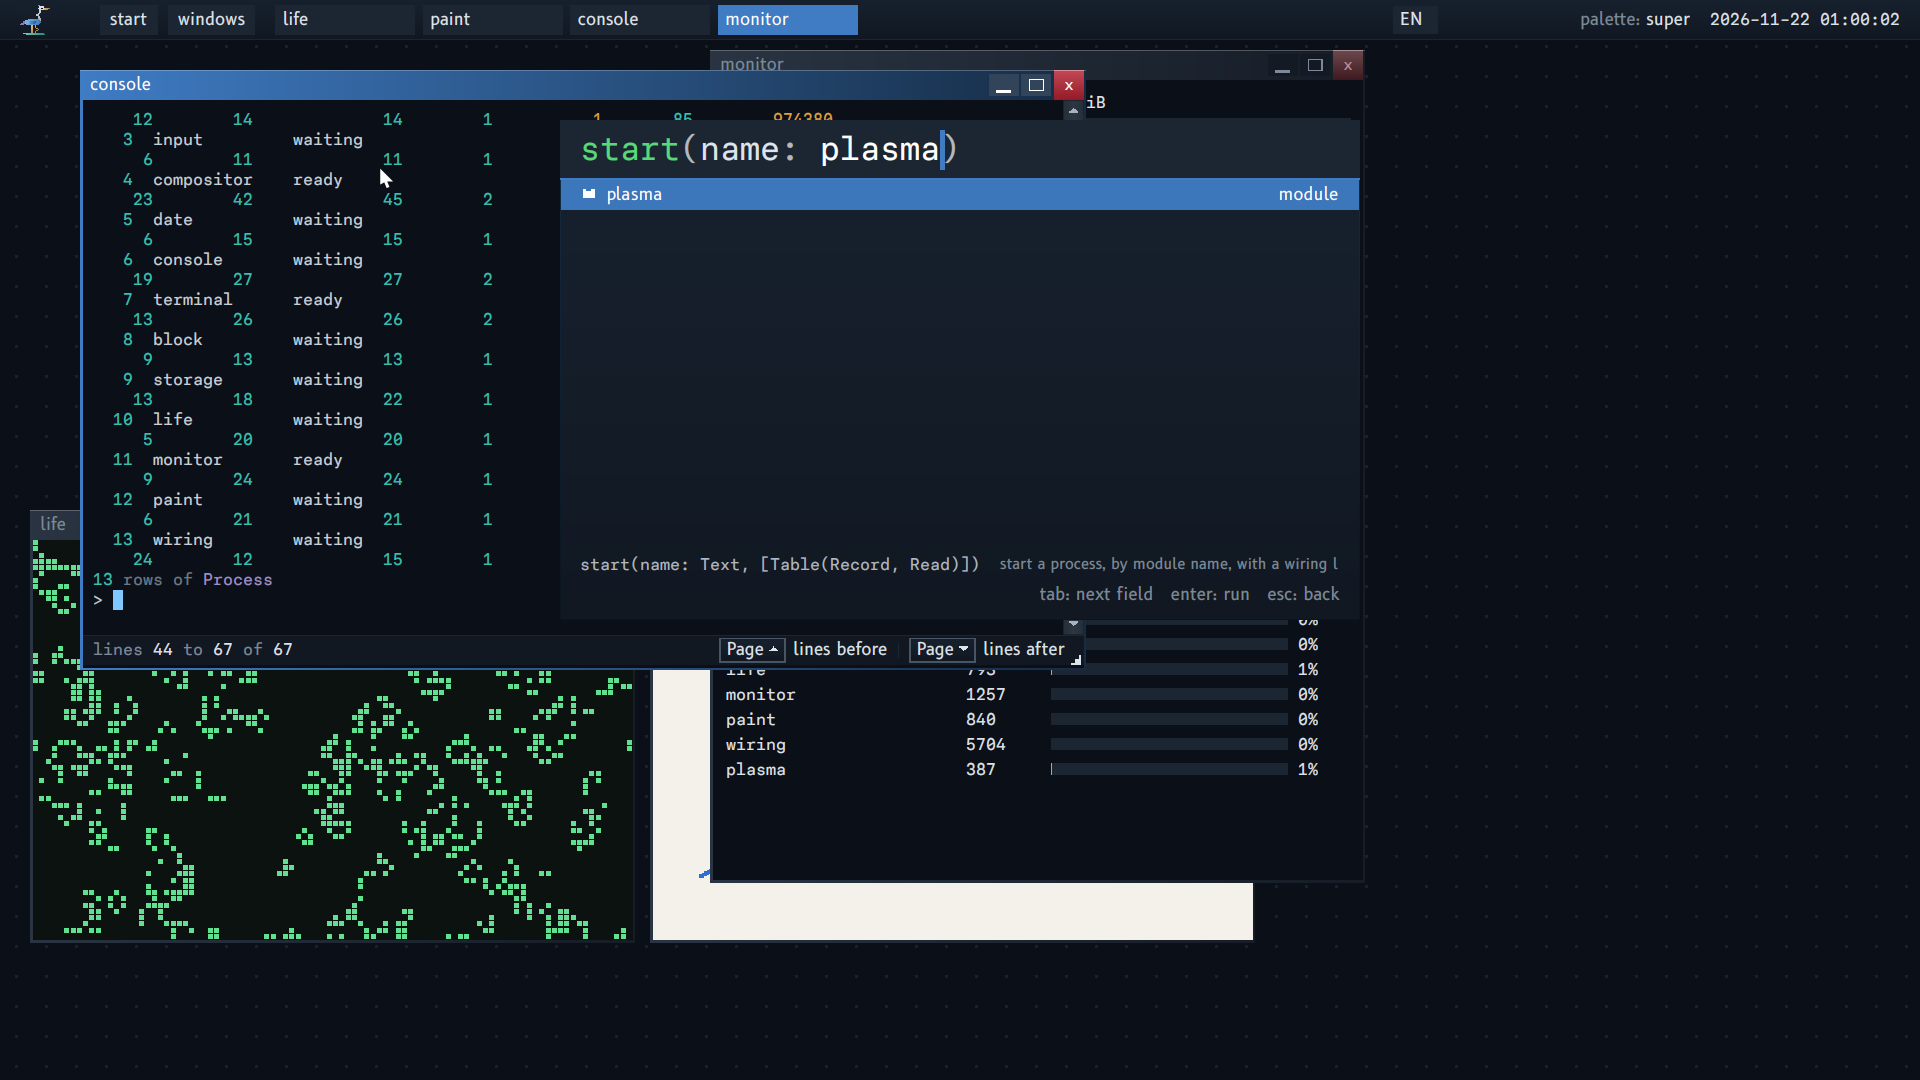 start windows life paint console monitor EN palette: super 2026-11-22 01:00:02
monitor x
console x
iB
12 14 14 1 1 85 974380
3 input waiting
6 11 11 1
4 compositor ready
23 42 45 2
5 date waiting
6 15 15 1
6 console waiting
19 27 27 2
7 terminal ready
13 26 26 2
8 block waiting
9 13 13 1
9 storage waiting
13 18 22 1
10 life waiting
5 20 20 1
11 monitor ready
9 24 24 1
12 paint waiting
6 21 21 1
13 wiring waiting
24 12 15 1
13 rows of Process
>
lines 44 to 67 of 67 Page lines before Page lines after
start(name: plasma)
plasma module
start(name: Text, [Table(Record, Read)]) start a process, by module name, with a wiring l
tab: next field enter: run esc: back
life
0%
0%
life 793 1%
monitor 1257 0%
paint 840 0%
wiring 5704 0%
plasma 387 1%